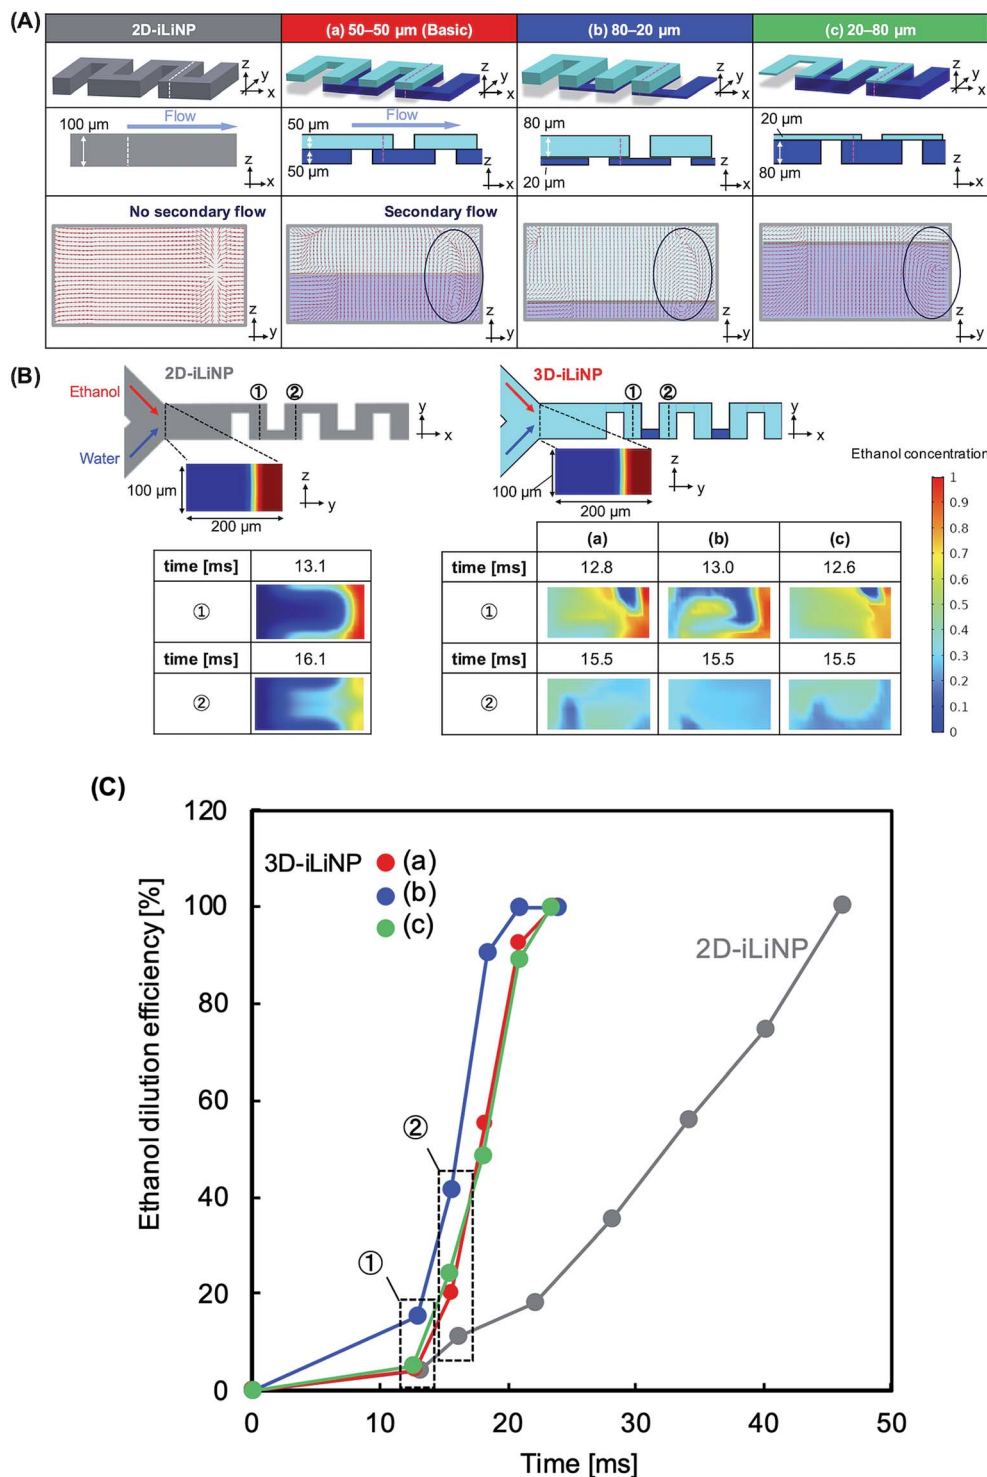 (A)
2D-iLiNP
(a) 50–50 µm (Basic)
(b) 80–20 µm
(c) 20–80 µm
z
y
x
z
y
x
z
y
x
z
y
x
100 µm
Flow
z
x
50 µm
50 µm
Flow
z
x
80 µm
20 µm
z
x
20 µm
80 µm
z
x
No secondary flow
z
y
Secondary flow
z
y
z
y
z
y
(B)
2D-iLiNP
Ethanol
Water
① ②
y
x
100 µm
200 µm
z
y
3D-iLiNP
① ②
y
x
100 µm
200 µm
z
y
Ethanol concentration
1
0.9
0.8
0.7
0.6
0.5
0.4
0.3
0.2
0.1
0
time [ms] 13.1
①
time [ms] 16.1
②
(a) (b) (c)
time [ms] 12.8 13.0 12.6
①
time [ms] 15.5 15.5 15.5
②
(C)
Ethanol dilution efficiency [%]
120
100
80
60
40
20
0
3D-iLiNP
(a)
(b)
(c)
2D-iLiNP
②
①
0 10 20 30 40 50
Time [ms]